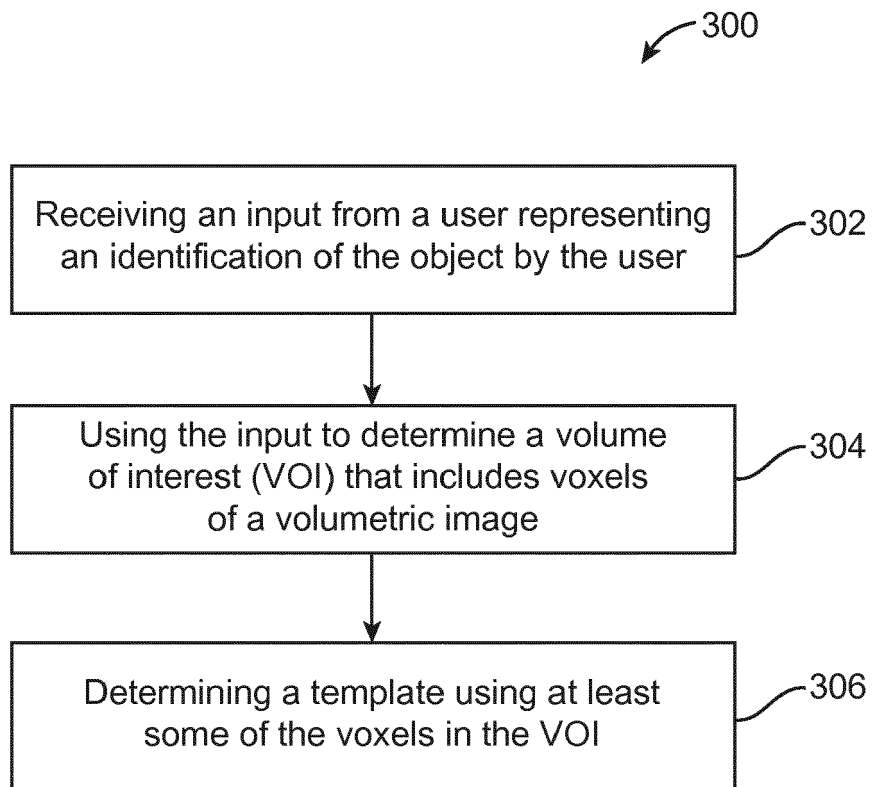 300
Receiving an input from a user representing
an identification of the object by the user
302
Using the input to determine a volume
of interest (VOI) that includes voxels
of a volumetric image
304
Determining a template using at least
some of the voxels in the VOI
306